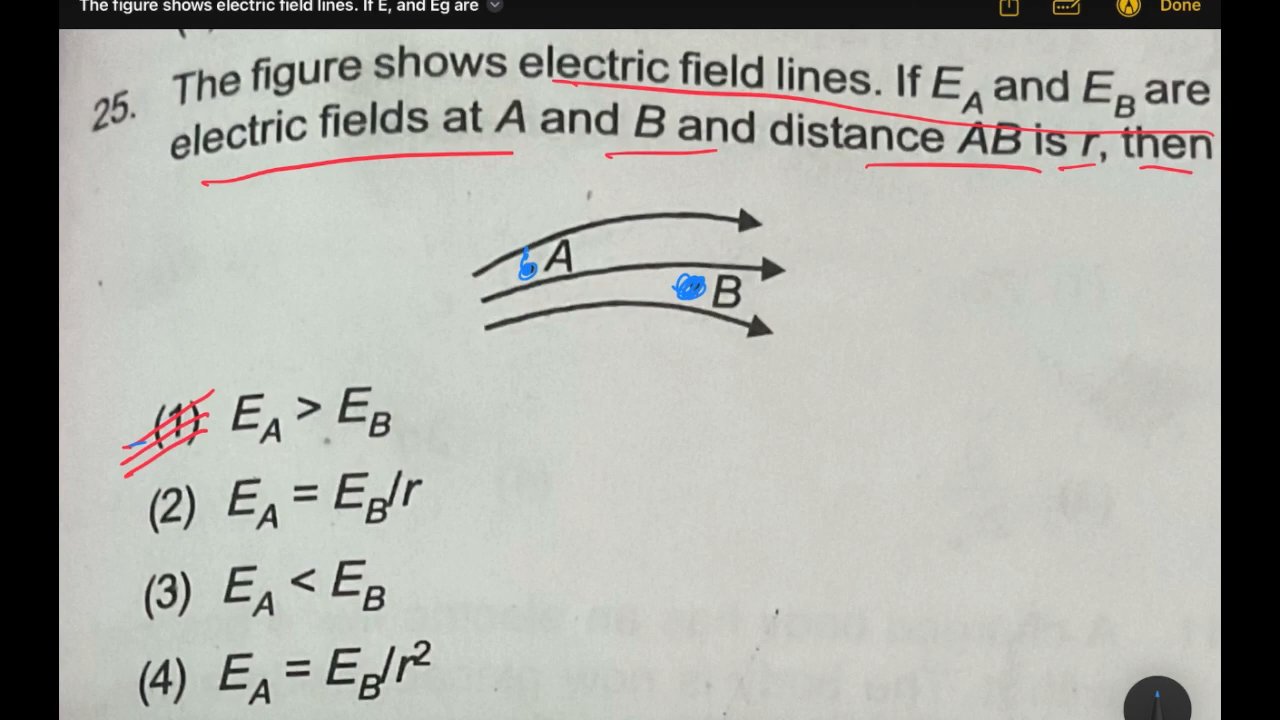 The figure shows electric field lines. If E, and Eg are
Done
25. The figure shows electric field lines. If E_A and E_B are
electric fields at A and B and distance AB is r, then
A
B
(1) E_A > E_B
(2) E_A = E_B/r
(3) E_A < E_B
(4) E_A = E_B/r²